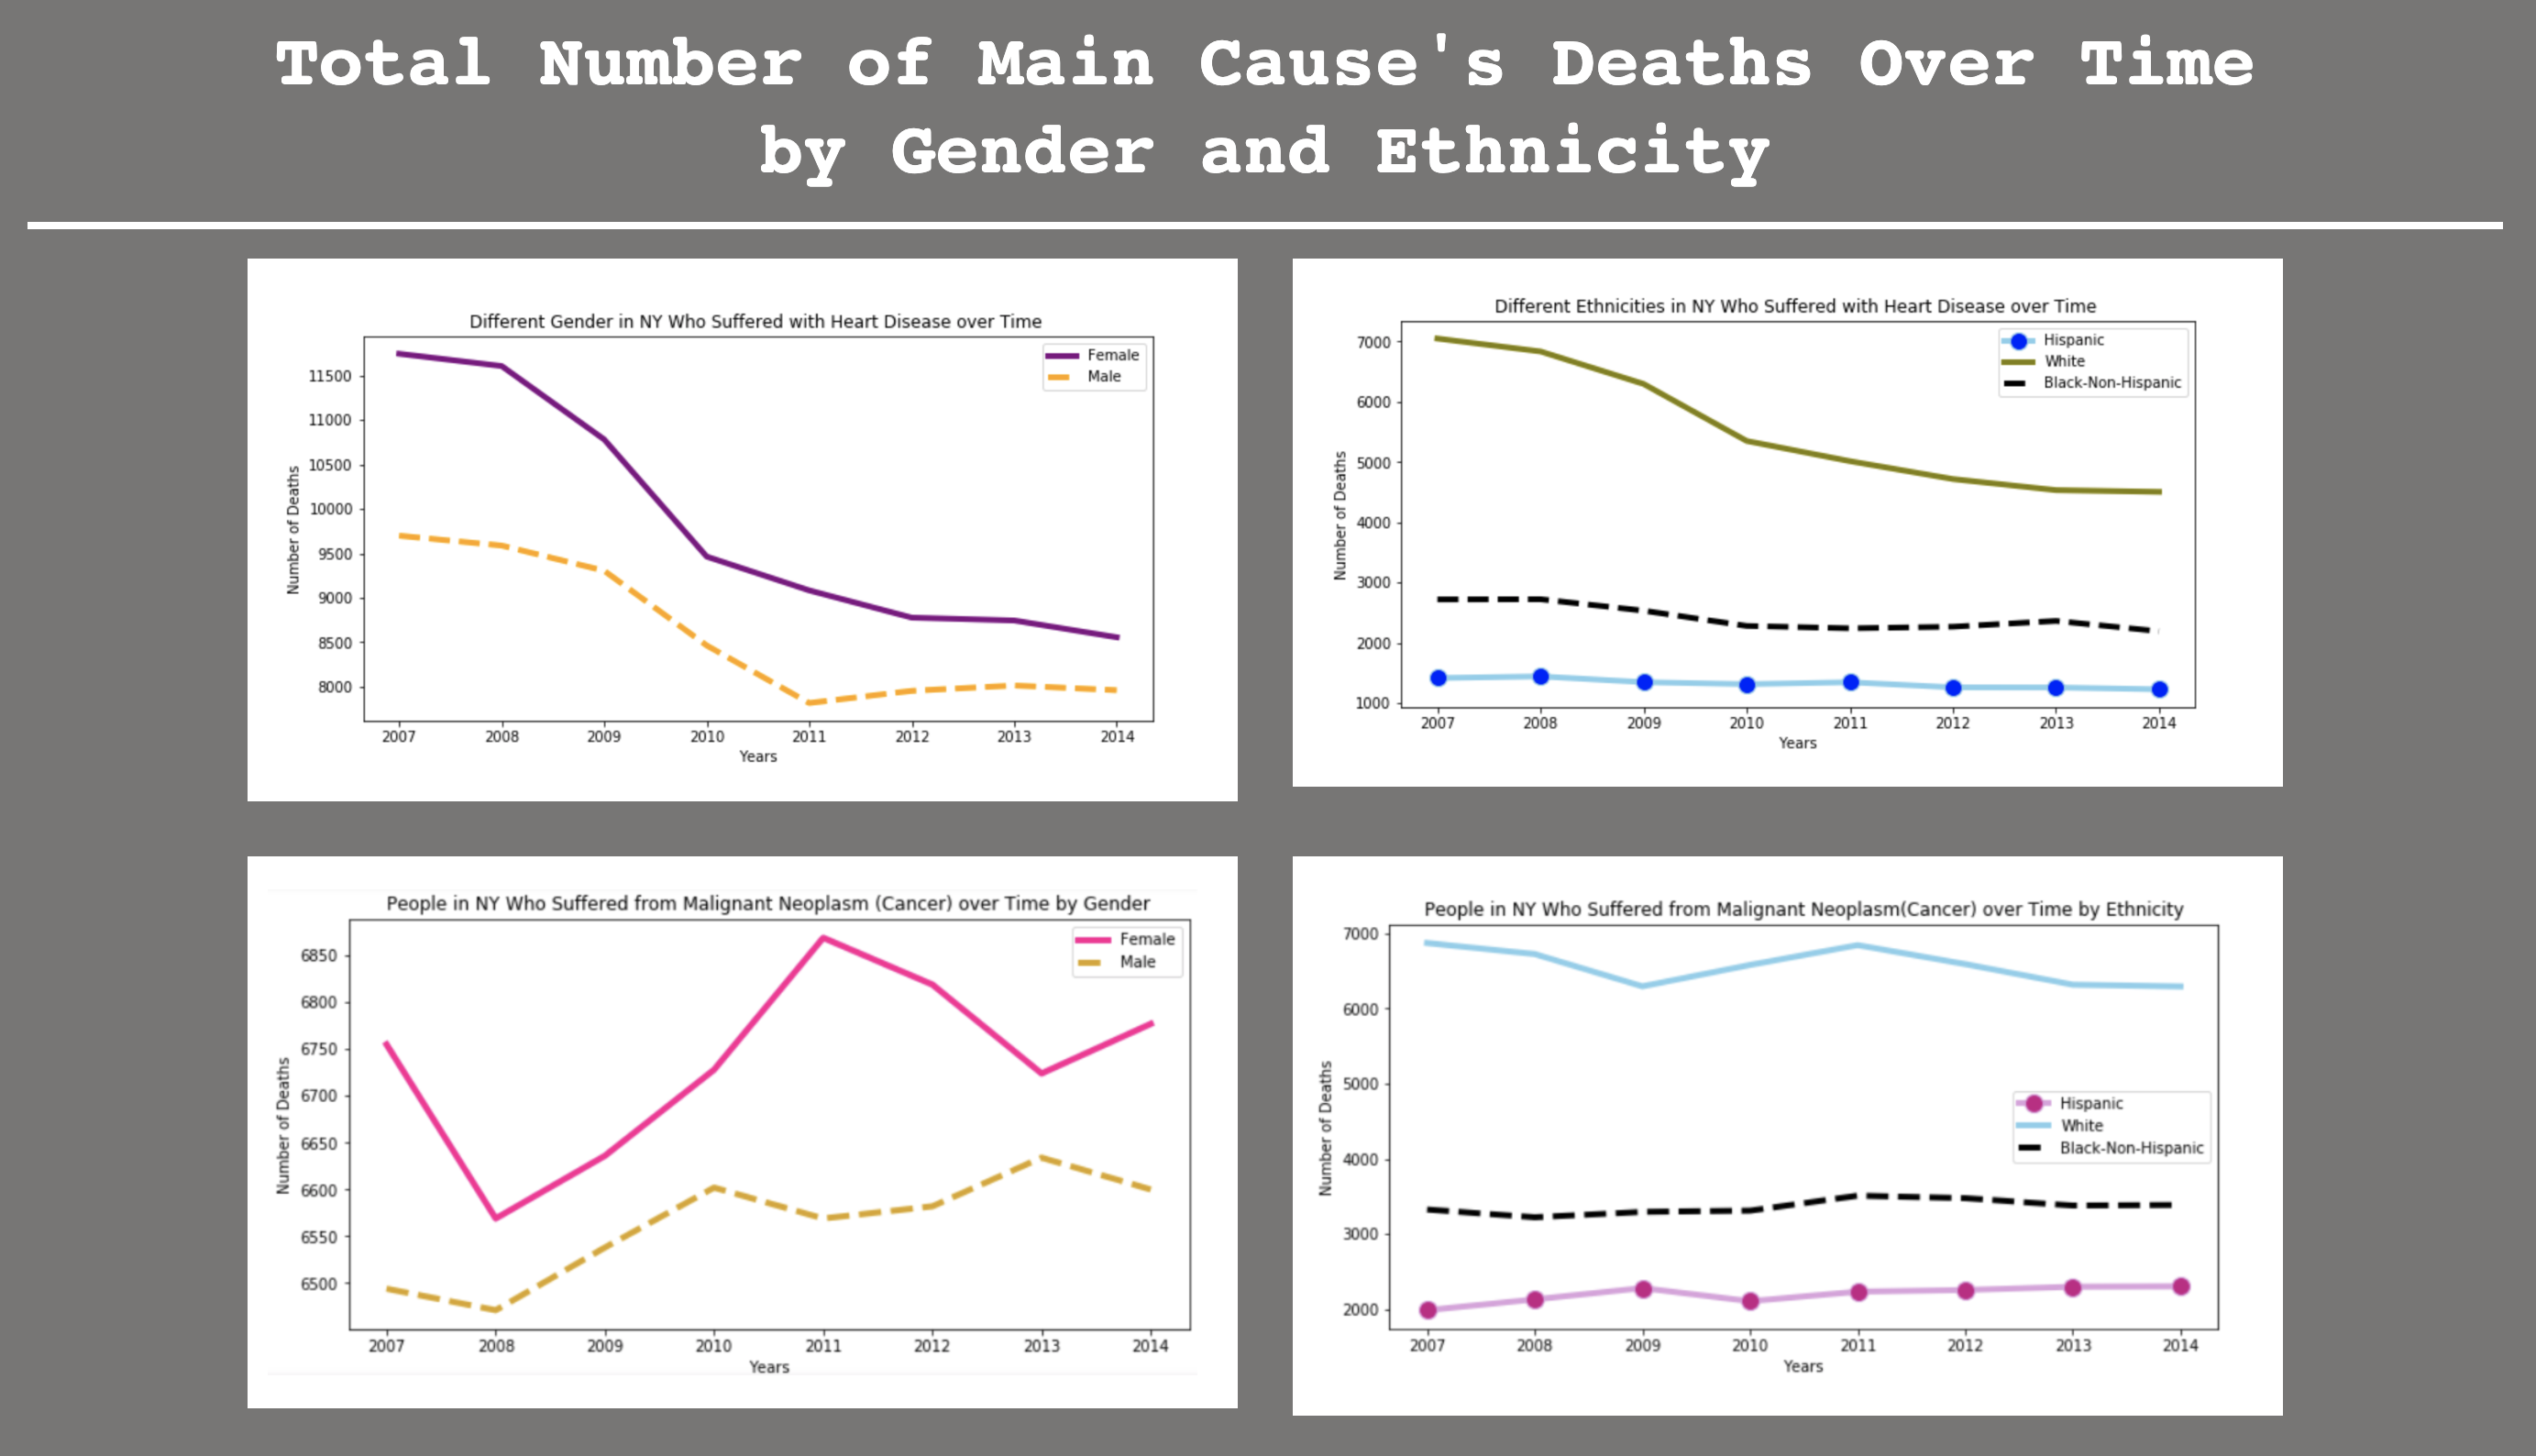 Total Number of Main Cause's Deaths Over Time
by Gender and Ethnicity
Different Gender in NY Who Suffered with Heart Disease over Time
Female
Male
11500
11000
10500
10000
9500
9000
8500
8000
Number of Deaths
2007 2008 2009 2010 2011 2012 2013 2014
Years
Different Ethnicities in NY Who Suffered with Heart Disease over Time
Hispanic
White
Black-Non-Hispanic
7000
6000
5000
4000
3000
2000
1000
Number of Deaths
2007 2008 2009 2010 2011 2012 2013 2014
Years
People in NY Who Suffered from Malignant Neoplasm (Cancer) over Time by Gender
Female
Male
6850
6800
6750
6700
6650
6600
6550
6500
Number of Deaths
2007 2008 2009 2010 2011 2012 2013 2014
Years
People in NY Who Suffered from Malignant Neoplasm(Cancer) over Time by Ethnicity
7000
6000
5000
4000
3000
2000
Number of Deaths
Hispanic
White
Black-Non-Hispanic
2007 2008 2009 2010 2011 2012 2013 2014
Years